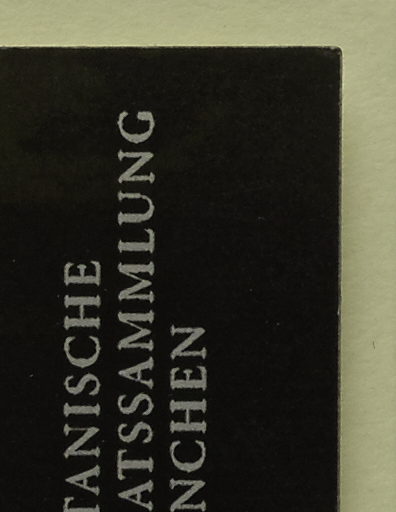 TANISCHE
ATSSAMMLUNG
NCHEN